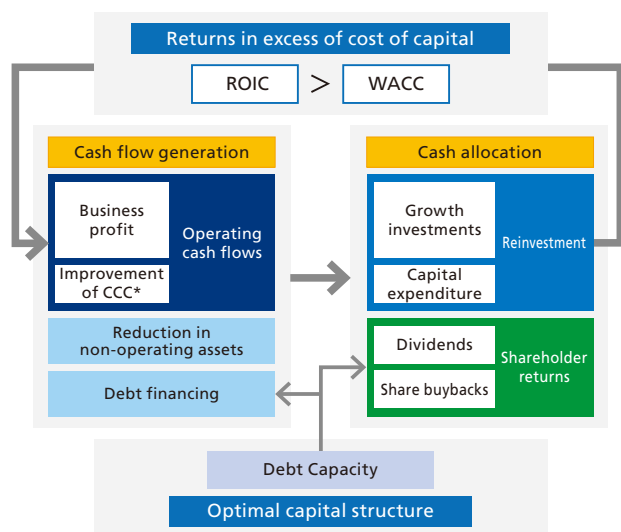 Returns in excess of cost of capital
ROIC > WACC
Cash flow generation
Business
profit
Improvement
of CCC*
Operating
cash flows
Reduction in
non-operating assets
Debt financing
Cash allocation
Growth
investments
Capital
expenditure
Reinvestment
Dividends
Share buybacks
Shareholder
returns
Debt Capacity
Optimal capital structure